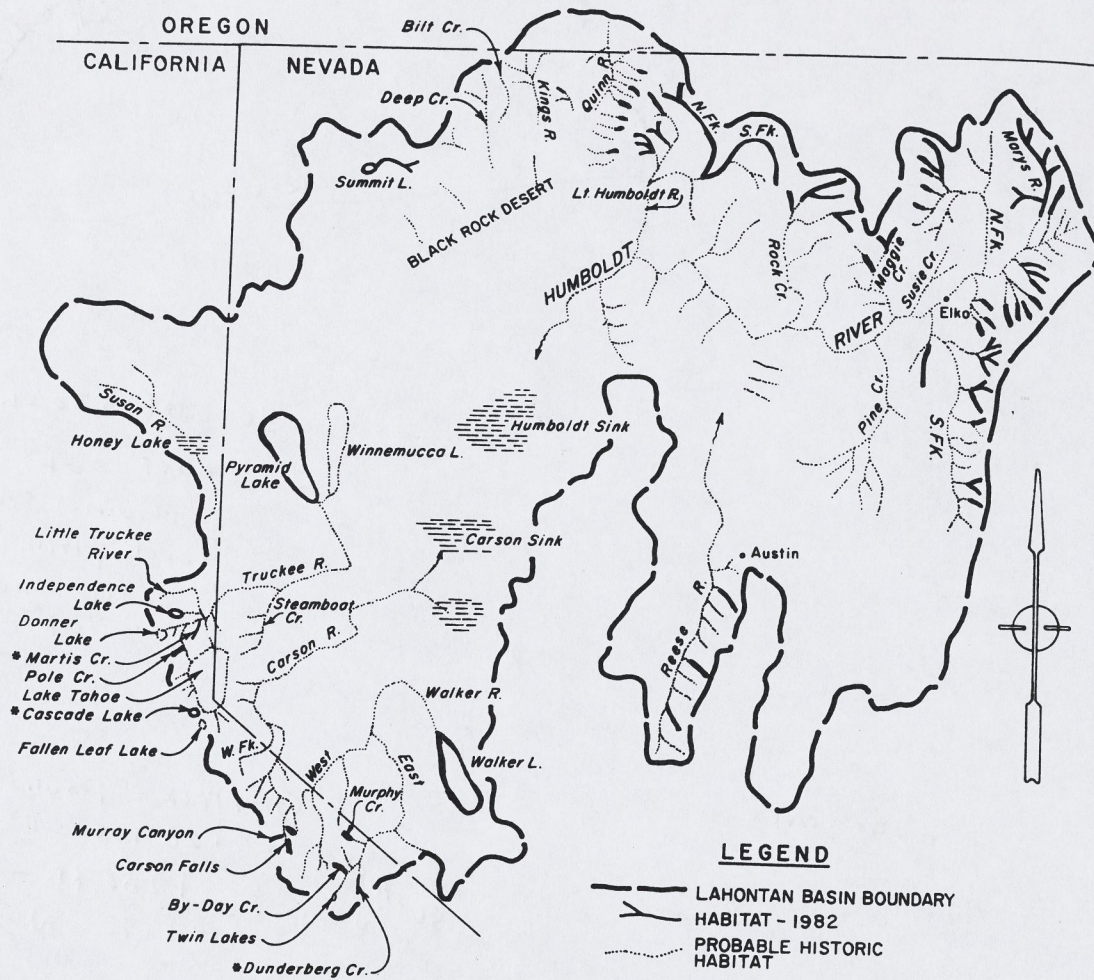 OREGON
CALIFORNIA
NEVADA
Bilt Cr.
Deep Cr.
Kings R.
Quinn R.
N. Fk.
S. Fk.
Summit L.
Lt. Humboldt R.
BLACK ROCK DESERT
HUMBOLDT
RIVER
Rock Cr.
Maggie Cr.
Susie Cr.
N. Fk.
Marys R.
Elko
Pine Cr.
S. FK.
Susan R.
Honey Lake
Pyramid
Lake
Winnemucca L.
Humboldt Sink
Carson Sink
Austin
Reese R.
Little Truckee
River
Independence
Lake
Donner
Lake
*Martis Cr.
Pole Cr.
Lake Tahoe
*Cascade Lake
Fallen Leaf Lake
Truckee R.
Steamboat
Cr.
Carson R.
Walker R.
W. Fk.
West
East
Walker L.
Murphy
Cr.
Murray Canyon
Carson Falls
By-Day Cr.
Twin Lakes
*Dunderberg Cr.
LEGEND
LAHONTAN BASIN BOUNDARY
HABITAT - 1982
PROBABLE HISTORIC
HABITAT